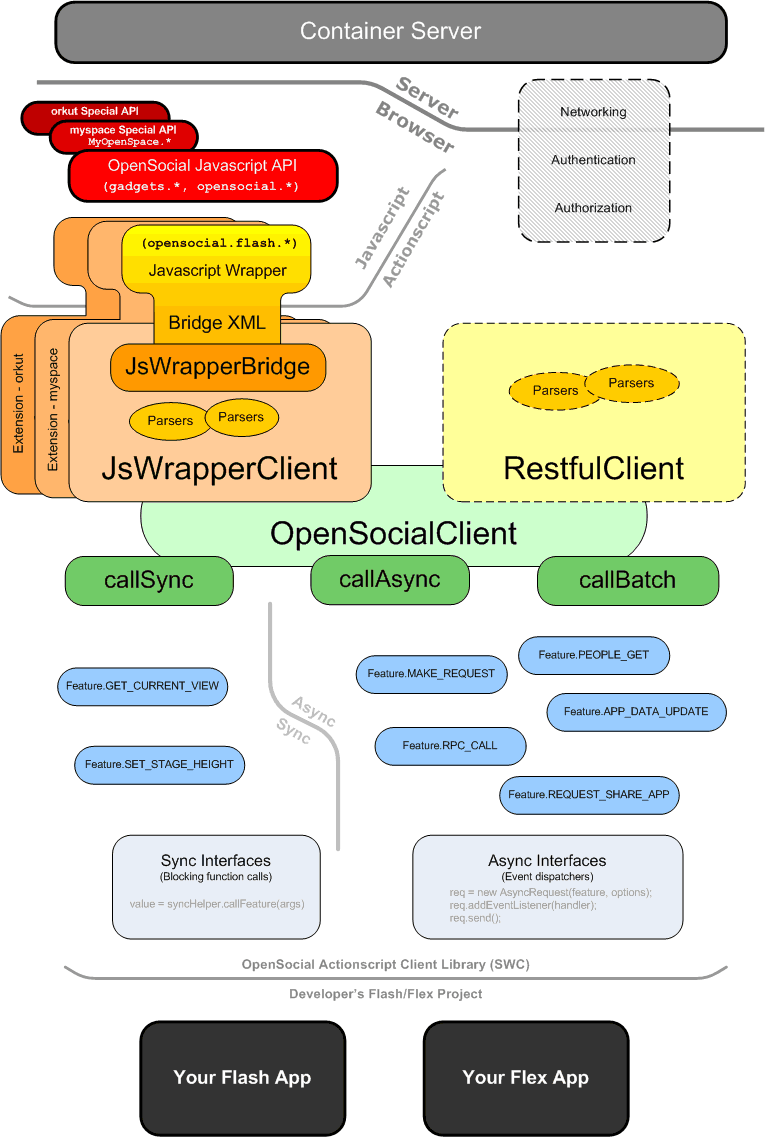 Container Server
Server
Browser
orkut Special API
myspace Special API
MyOpenSpace.*
OpenSocial Javascript API
(gadgets.*, opensocial.*)
Networking
Authentication
Authorization
Javascript
Actionscript
(opensocial.flash.*)
Javascript Wrapper
Bridge XML
JsWrapperBridge
Extension - orkut
Extension - myspace
Parsers
Parsers
JsWrapperClient
Parsers
Parsers
RestfulClient
OpenSocialClient
callSync
callAsync
callBatch
Feature.GET_CURRENT_VIEW
Feature.SET_STAGE_HEIGHT
Async
Sync
Feature.MAKE_REQUEST
Feature.PEOPLE_GET
Feature.APP_DATA_UPDATE
Feature.RPC_CALL
Feature.REQUEST_SHARE_APP
Sync Interfaces
(Blocking function calls)
value = syncHelper.callFeature(args)
Async Interfaces
(Event dispatchers)
req = new AsyncRequest(feature, options);
req.addEventListener(handler);
req.send();
OpenSocial Actionscript Client Library (SWC)
Developer's Flash/Flex Project
Your Flash App
Your Flex App